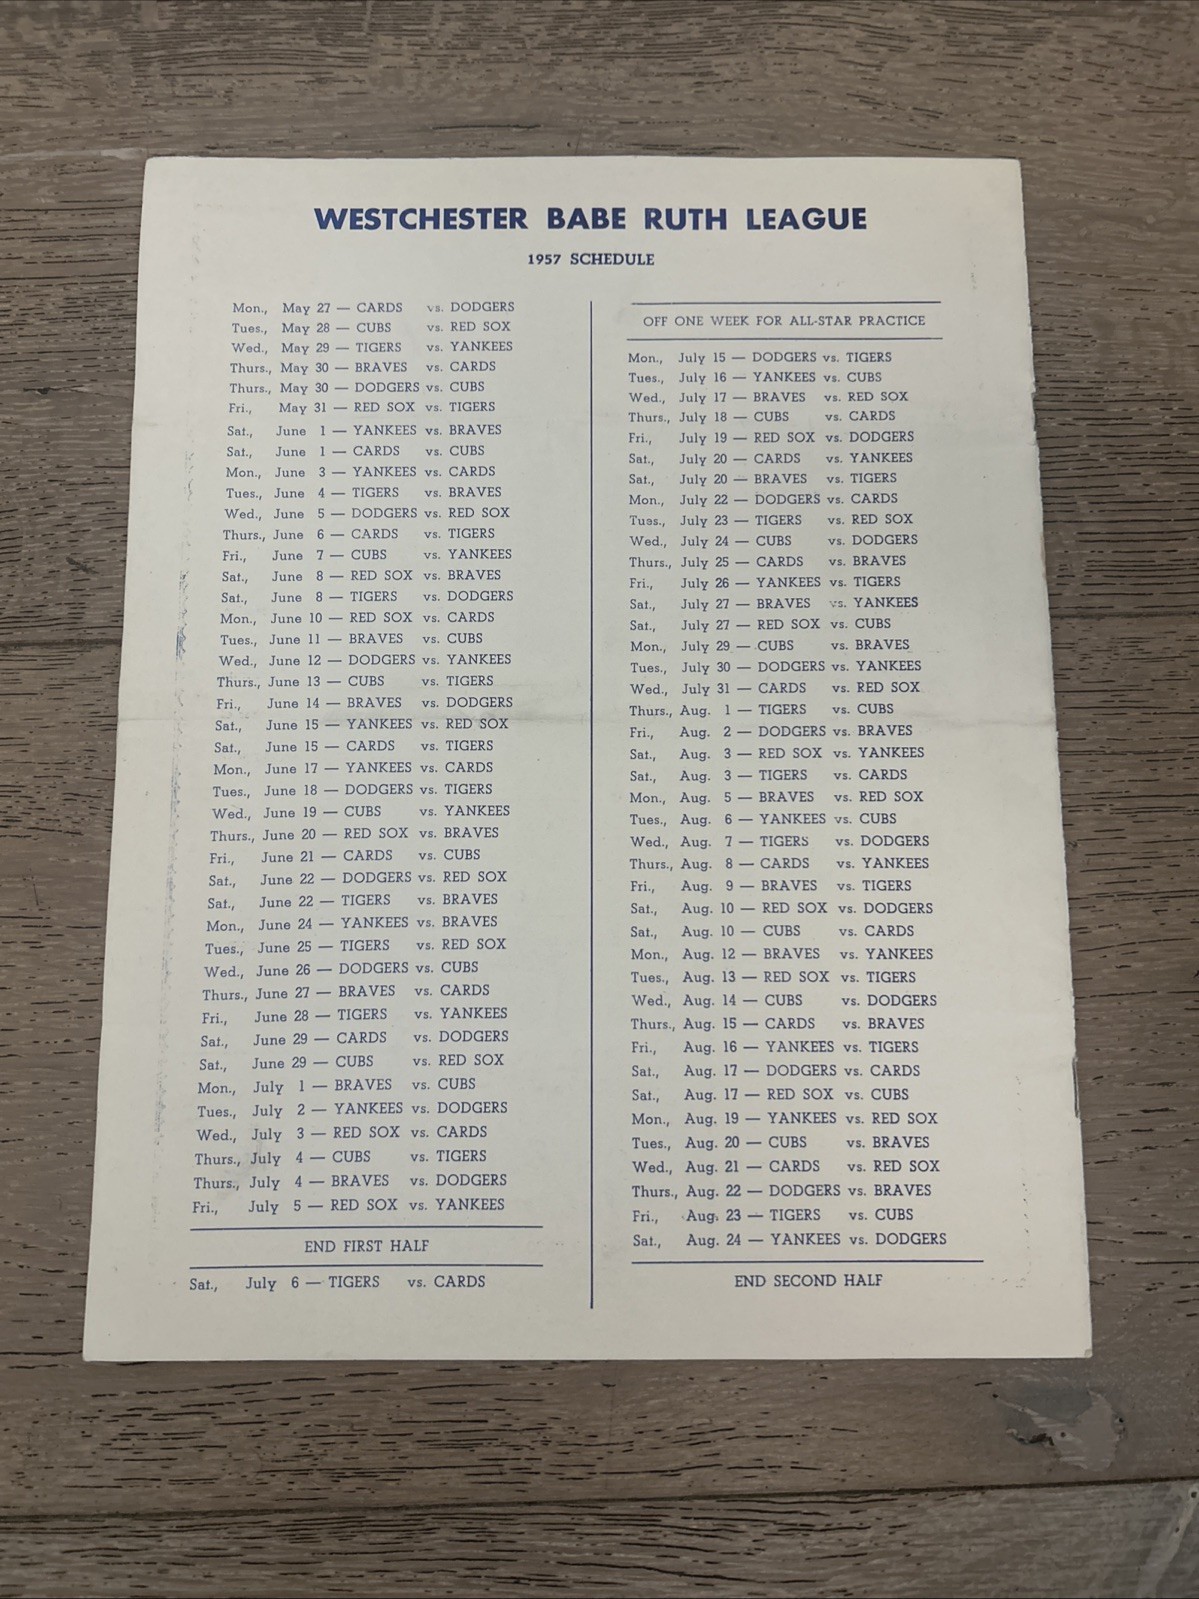 WESTCHESTER BABE RUTH LEAGUE
1957 SCHEDULE
Mon., May 27 — CARDS vs. DODGERS
Tues., May 28 — CUBS vs. RED SOX
Wed., May 29 — TIGERS vs. YANKEES
Thurs., May 30 — BRAVES vs. CARDS
Thurs., May 30 — DODGERS vs. CUBS
Fri., May 31 — RED SOX vs. TIGERS
Sat., June 1 — YANKEES vs. BRAVES
Sat., June 1 — CARDS vs. CUBS
Mon., June 3 — YANKEES vs. CARDS
Tues., June 4 — TIGERS vs. BRAVES
Wed., June 5 — DODGERS vs. RED SOX
Thurs., June 6 — CARDS vs. TIGERS
Fri., June 7 — CUBS vs. YANKEES
Sat., June 8 — RED SOX vs. BRAVES
Sat., June 8 — TIGERS vs. DODGERS
Mon., June 10 — RED SOX vs. CARDS
Tues., June 11 — BRAVES vs. CUBS
Wed., June 12 — DODGERS vs. YANKEES
Thurs., June 13 — CUBS vs. TIGERS
Fri., June 14 — BRAVES vs. DODGERS
Sat., June 15 — YANKEES vs. RED SOX
Sat., June 15 — CARDS vs. TIGERS
Mon., June 17 — YANKEES vs. CARDS
Tues., June 18 — DODGERS vs. TIGERS
Wed., June 19 — CUBS vs. YANKEES
Thurs., June 20 — RED SOX vs. BRAVES
Fri., June 21 — CARDS vs. CUBS
Sat., June 22 — DODGERS vs. RED SOX
Sat., June 22 — TIGERS vs. BRAVES
Mon., June 24 — YANKEES vs. BRAVES
Tues., June 25 — TIGERS vs. RED SOX
Wed., June 26 — DODGERS vs. CUBS
Thurs., June 27 — BRAVES vs. CARDS
Fri., June 28 — TIGERS vs. YANKEES
Sat., June 29 — CARDS vs. DODGERS
Sat., June 29 — CUBS vs. RED SOX
Mon., July 1 — BRAVES vs. CUBS
Tues., July 2 — YANKEES vs. DODGERS
Wed., July 3 — RED SOX vs. CARDS
Thurs., July 4 — CUBS vs. TIGERS
Thurs., July 4 — BRAVES vs. DODGERS
Fri., July 5 — RED SOX vs. YANKEES
END FIRST HALF
Sat., July 6 — TIGERS vs. CARDS
OFF ONE WEEK FOR ALL-STAR PRACTICE
Mon., July 15 — DODGERS vs. TIGERS
Tues., July 16 — YANKEES vs. CUBS
Wed., July 17 — BRAVES vs. RED SOX
Thurs., July 18 — CUBS vs. CARDS
Fri., July 19 — RED SOX vs. DODGERS
Sat., July 20 — CARDS vs. YANKEES
Sat., July 20 — BRAVES vs. TIGERS
Mon., July 22 — DODGERS vs. CARDS
Tues., July 23 — TIGERS vs. RED SOX
Wed., July 24 — CUBS vs. DODGERS
Thurs., July 25 — CARDS vs. BRAVES
Fri., July 26 — YANKEES vs. TIGERS
Sat., July 27 — BRAVES vs. YANKEES
Sat., July 27 — RED SOX vs. CUBS
Mon., July 29 — CUBS vs. BRAVES
Tues., July 30 — DODGERS vs. YANKEES
Wed., July 31 — CARDS vs. RED SOX
Thurs., Aug. 1 — TIGERS vs. CUBS
Fri., Aug. 2 — DODGERS vs. BRAVES
Sat., Aug. 3 — RED SOX vs. YANKEES
Sat., Aug. 3 — TIGERS vs. CARDS
Mon., Aug. 5 — BRAVES vs. RED SOX
Tues., Aug. 6 — YANKEES vs. CUBS
Wed., Aug. 7 — TIGERS vs. DODGERS
Thurs., Aug. 8 — CARDS vs. YANKEES
Fri., Aug. 9 — BRAVES vs. TIGERS
Sat., Aug. 10 — RED SOX vs. DODGERS
Sat., Aug. 10 — CUBS vs. CARDS
Mon., Aug. 12 — BRAVES vs. YANKEES
Tues., Aug. 13 — RED SOX vs. TIGERS
Wed., Aug. 14 — CUBS vs. DODGERS
Thurs., Aug. 15 — CARDS vs. BRAVES
Fri., Aug. 16 — YANKEES vs. TIGERS
Sat., Aug. 17 — DODGERS vs. CARDS
Sat., Aug. 17 — RED SOX vs. CUBS
Mon., Aug. 19 — YANKEES vs. RED SOX
Tues., Aug. 20 — CUBS vs. BRAVES
Wed., Aug. 21 — CARDS vs. RED SOX
Thurs., Aug. 22 — DODGERS vs. BRAVES
Fri., Aug. 23 — TIGERS vs. CUBS
Sat., Aug. 24 — YANKEES vs. DODGERS
END SECOND HALF